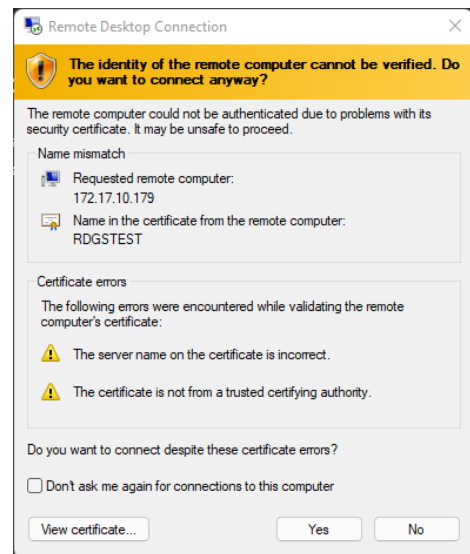 Remote Desktop Connection
The identity of the remote computer cannot be verified. Do
you want to connect anyway?
The remote computer could not be authenticated due to problems with its
security certificate. It may be unsafe to proceed.
Name mismatch
Requested remote computer:
172.17.10.179
Name in the certificate from the remote computer:
RDGSTEST
Certificate errors
The following errors were encountered while validating the remote
computer's certificate:
The server name on the certificate is incorrect.
The certificate is not from a trusted certifying authority.
Do you want to connect despite these certificate errors?
Don't ask me again for connections to this computer
View certificate...
Yes
No